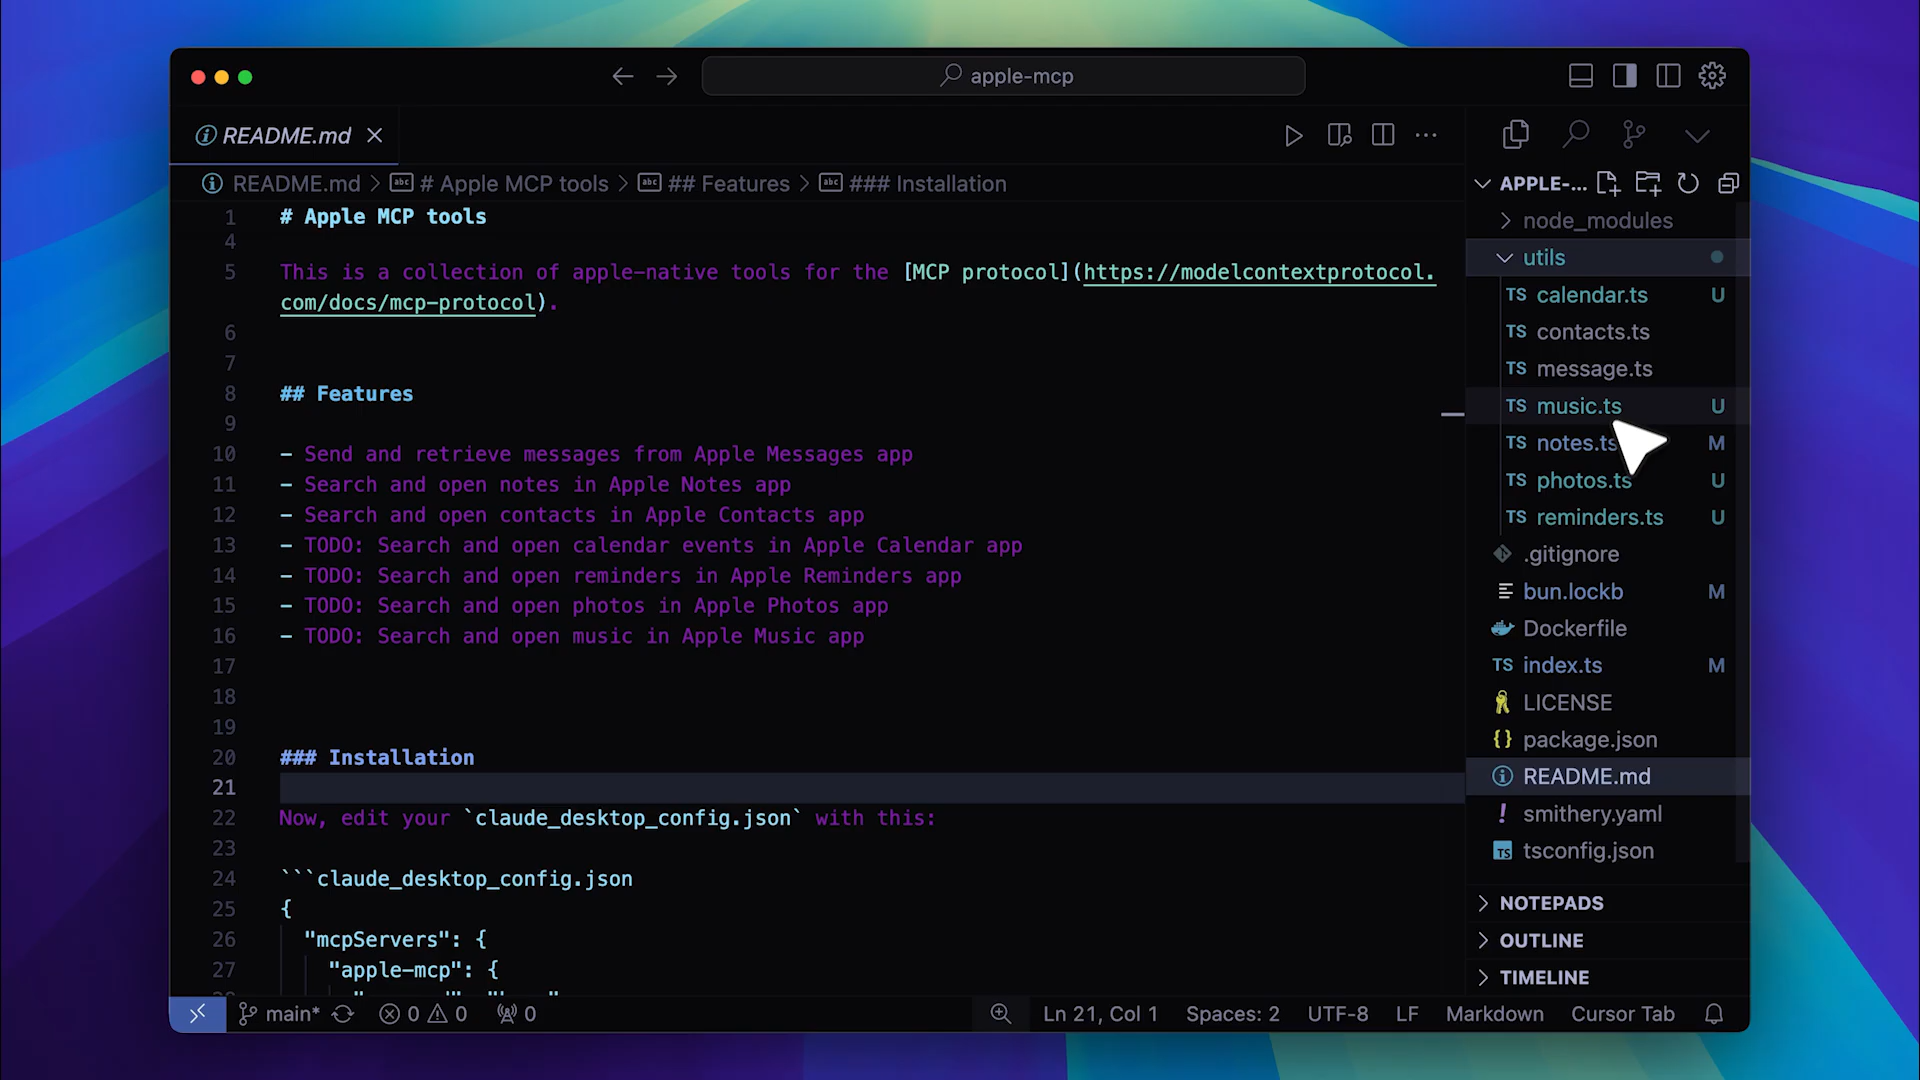 apple-mcp
README.md
README.md > # Apple MCP tools > ## Features > ### Installation
1 # Apple MCP tools
4
5 This is a collection of apple-native tools for the [MCP protocol](https://modelcontextprotocol.
com/docs/mcp-protocol).
6
7
8 ## Features
9
10 - Send and retrieve messages from Apple Messages app
11 - Search and open notes in Apple Notes app
12 - Search and open contacts in Apple Contacts app
13 - TODO: Search and open calendar events in Apple Calendar app
14 - TODO: Search and open reminders in Apple Reminders app
15 - TODO: Search and open photos in Apple Photos app
16 - TODO: Search and open music in Apple Music app
17
18
19
20 ### Installation
21
22 Now, edit your `claude_desktop_config.json` with this:
23
24 ```claude_desktop_config.json
25 {
26 "mcpServers": {
27 "apple-mcp": {
APPLE-...
node_modules
utils
TS calendar.ts U
TS contacts.ts
TS message.ts
TS music.ts U
TS notes.ts M
TS photos.ts U
TS reminders.ts U
.gitignore
bun.lockb M
Dockerfile
TS index.ts M
LICENSE
{} package.json
README.md
! smithery.yaml
TS tsconfig.json
NOTEPADS
OUTLINE
TIMELINE
main* 0 0 0 Ln 21, Col 1 Spaces: 2 UTF-8 LF Markdown Cursor Tab